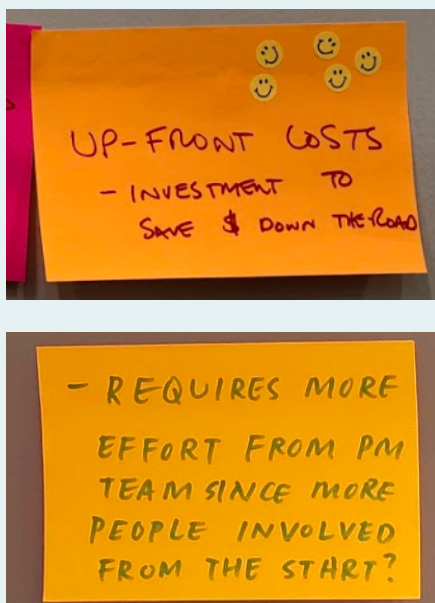 UP-FRONT COSTS
- INVESTMENT TO
SAVE $ DOWN THE ROAD
- REQUIRES MORE
EFFORT FROM PM
TEAM SINCE MORE
PEOPLE INVOLVED
FROM THE START?